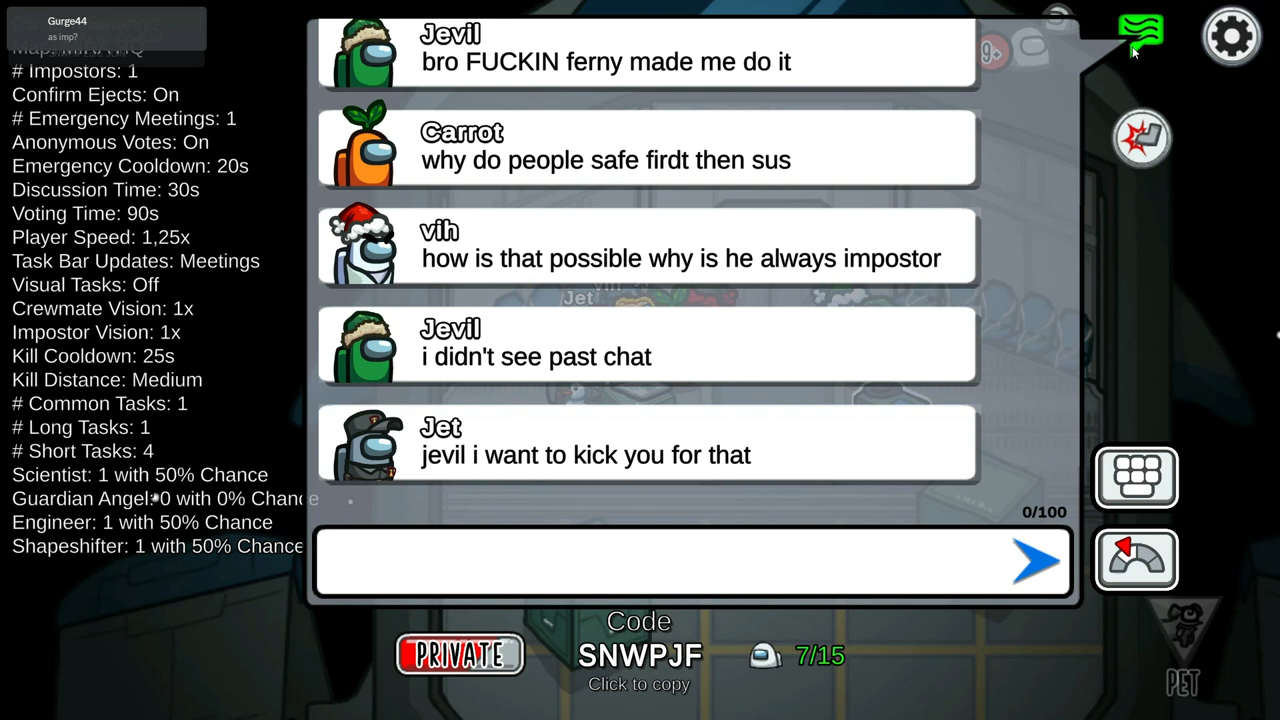 Gurge44
as imp?
# Impostors: 1
Confirm Ejects: On
# Emergency Meetings: 1
Anonymous Votes: On
Emergency Cooldown: 20s
Discussion Time: 30s
Voting Time: 90s
Player Speed: 1,25x
Task Bar Updates: Meetings
Visual Tasks: Off
Crewmate Vision: 1x
Impostor Vision: 1x
Kill Cooldown: 25s
Kill Distance: Medium
# Common Tasks: 1
# Long Tasks: 1
# Short Tasks: 4
Scientist: 1 with 50% Chance
Guardian Angel: 0 with 0% Chance
Engineer: 1 with 50% Chance
Shapeshifter: 1 with 50% Chance
Jevil
bro FUCKIN ferny made me do it
Carrot
why do people safe firdt then sus
vih
how is that possible why is he always impostor
Jevil
i didn't see past chat
Jet
jevil i want to kick you for that
0/100
9+
Jet
vih
Code
PRIVATE
SNWPJF
7/15
Click to copy
PET